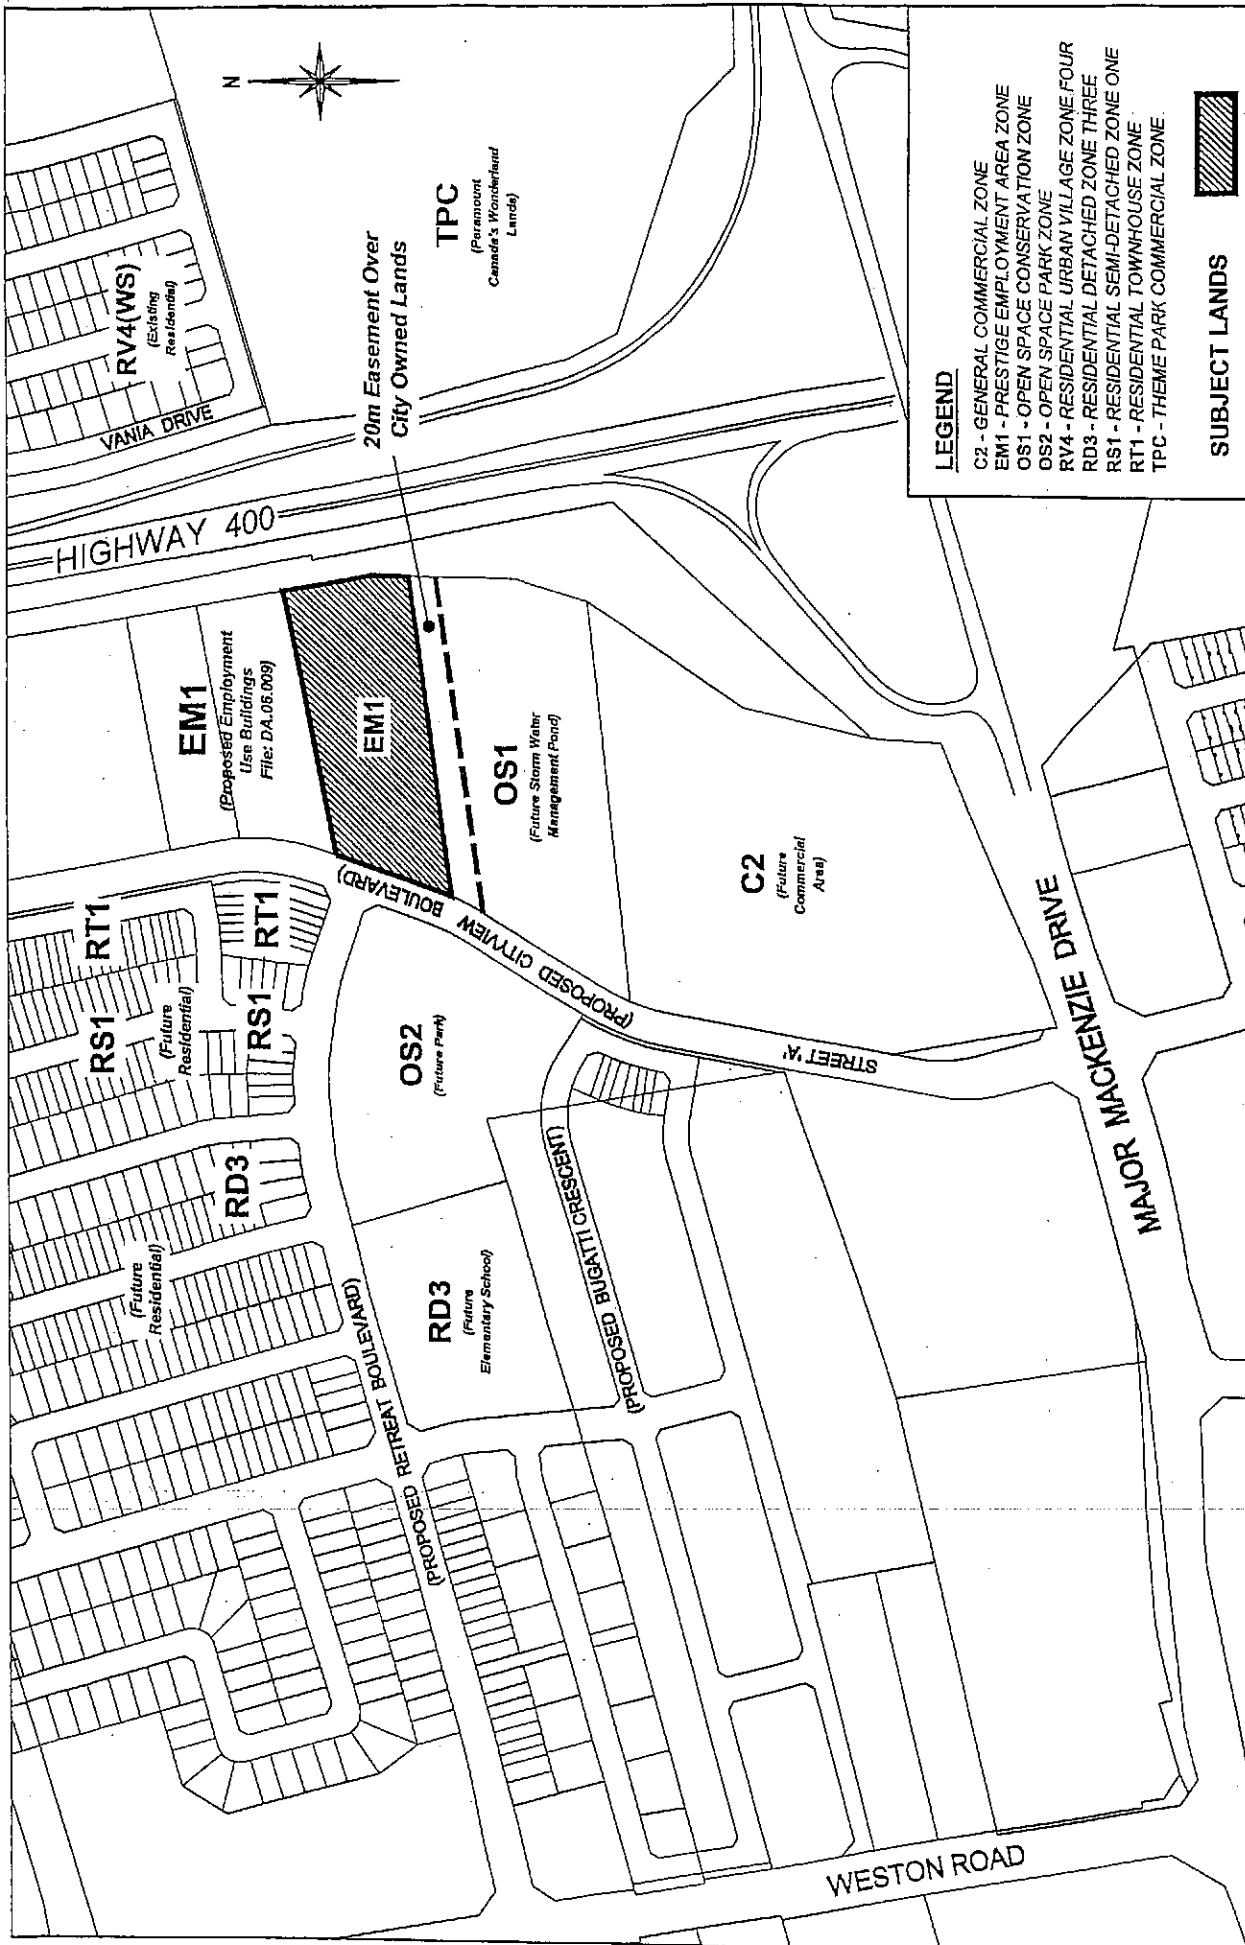 N
RV4(WS)
(Existing
Residential)
VANIA DRIVE
TPC
(Paramount
Canada's Wonderland
Lands)
20m Easement Over
City Owned Lands
HIGHWAY 400
EM1
(Proposed Employment
Use Buildings
File: DA.06.009)
EM1
OS1
(Future Storm Water
Management Pond)
C2
(Future
Commercial
Area)
RT1
RT1
RS1
(Future
Residential)
RS1
OS2
(Future Park)
STREET 'A'
(PROPOSED CITYVIEW BOULEVARD)
RD3
(Future
Residential)
RD3
(Future
Elementary School)
(PROPOSED BUGATTI CRESCENT)
(PROPOSED RETREAT BOULEVARD)
MAJOR MACKENZIE DRIVE
WESTON ROAD
LEGEND
C2 - GENERAL COMMERCIAL ZONE
EM1 - PRESTIGE EMPLOYMENT AREA ZONE
OS1 - OPEN SPACE CONSERVATION ZONE
OS2 - OPEN SPACE PARK ZONE
RV4 - RESIDENTIAL URBAN VILLAGE ZONE FOUR
RD3 - RESIDENTIAL DETACHED ZONE THREE
RS1 - RESIDENTIAL SEMI-DETACHED ZONE ONE
RT1 - RESIDENTIAL TOWNHOUSE ZONE
TPC - THEME PARK COMMERCIAL ZONE
SUBJECT LANDS